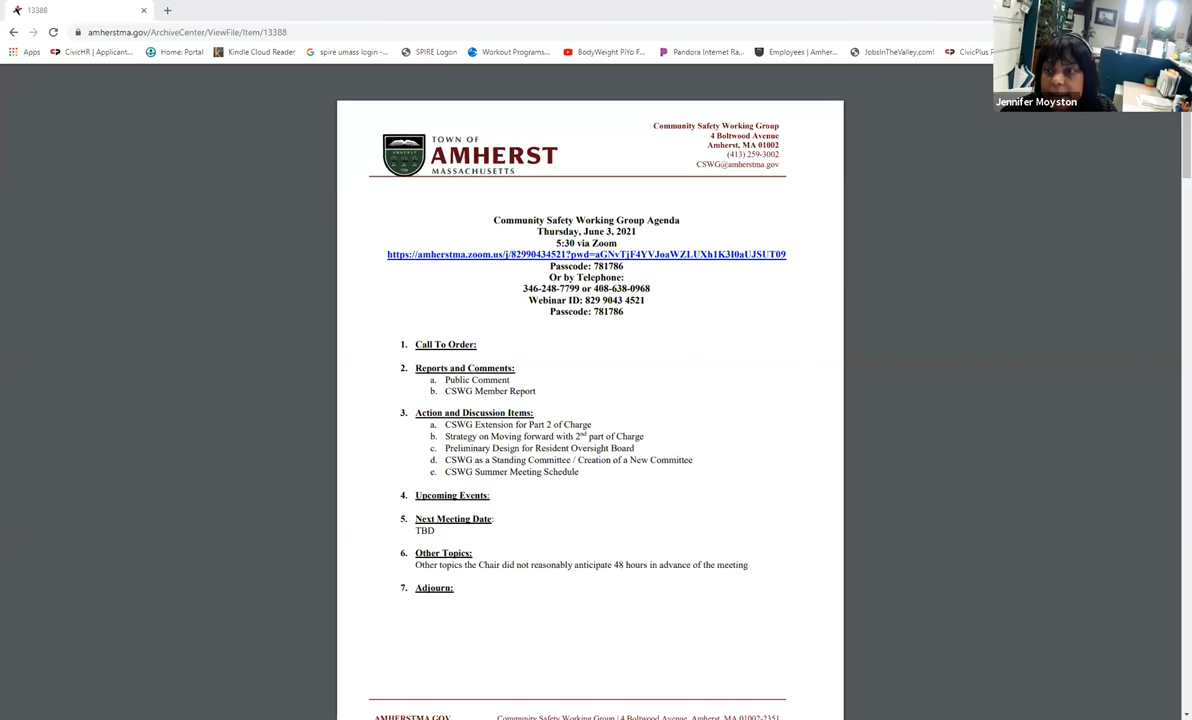 13388
amherstma.gov/ArchiveCenter/ViewFile/Item/13388
Apps
CivicHR | Applicant...
Home: Portal
Kindle Cloud Reader
spire umass login -...
SPIRE Logon
Workout Programs...
BodyWeight PiYo F...
Pandora Internet Ra...
Employees | Amher...
JobsInTheValley.com!
CivicPlus P
Jennifer Moyston
TOWN OF
AMHERST
MASSACHUSETTS
Community Safety Working Group
4 Boltwood Avenue
Amherst, MA 01002
(413) 259-3002
CSWG@amherstma.gov
Community Safety Working Group Agenda
Thursday, June 3, 2021
5:30 via Zoom
https://amherstma.zoom.us/j/82990434521?pwd=aGNvTjF4YVJoaWZLUXh1K3I0aUJSUT09
Passcode: 781786
Or by Telephone:
346-248-7799 or 408-638-0968
Webinar ID: 829 9043 4521
Passcode: 781786
1. Call To Order:
2. Reports and Comments:
a. Public Comment
b. CSWG Member Report
3. Action and Discussion Items:
a. CSWG Extension for Part 2 of Charge
b. Strategy on Moving forward with 2nd part of Charge
c. Preliminary Design for Resident Oversight Board
d. CSWG as a Standing Committee / Creation of a New Committee
e. CSWG Summer Meeting Schedule
4. Upcoming Events:
5. Next Meeting Date:
TBD
6. Other Topics:
Other topics the Chair did not reasonably anticipate 48 hours in advance of the meeting
7. Adjourn:
AMHERSTMA.GOV
Community Safety Working Group | 4 Boltwood Avenue, Amherst, MA 01002-2351